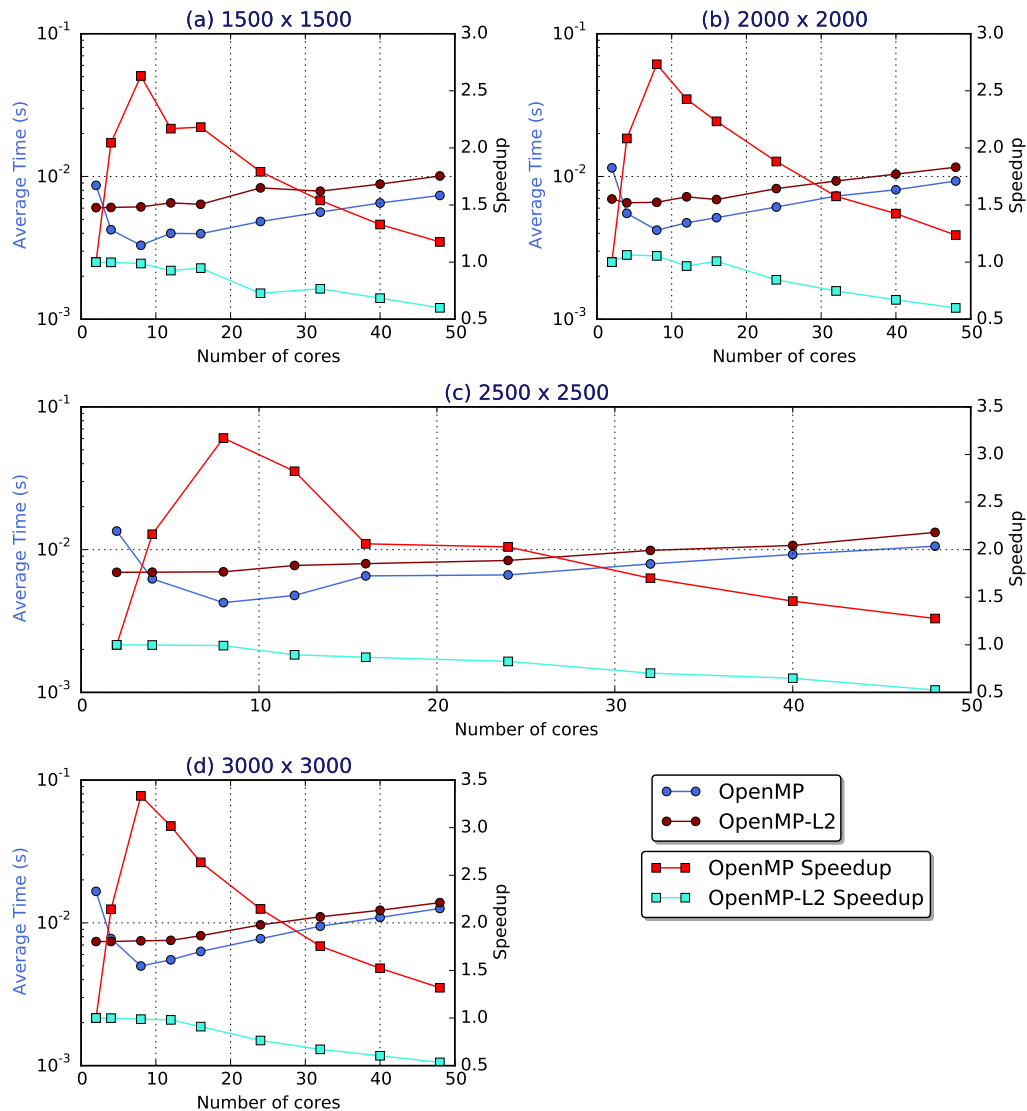 (a) 1500 x 1500
10^-1
10^-2
10^-3
Average Time (s)
3.0
2.5
2.0
1.5
1.0
0.5
Speedup
0 10 20 30 40 50
Number of cores
(b) 2000 x 2000
10^-1
10^-2
10^-3
Average Time (s)
3.0
2.5
2.0
1.5
1.0
0.5
Speedup
0 10 20 30 40 50
Number of cores
(c) 2500 x 2500
10^-1
10^-2
10^-3
Average Time (s)
3.5
3.0
2.5
2.0
1.5
1.0
0.5
Speedup
0 10 20 30 40 50
Number of cores
(d) 3000 x 3000
10^-1
10^-2
10^-3
Average Time (s)
3.5
3.0
2.5
2.0
1.5
1.0
0.5
Speedup
0 10 20 30 40 50
Number of cores
OpenMP
OpenMP-L2
OpenMP Speedup
OpenMP-L2 Speedup